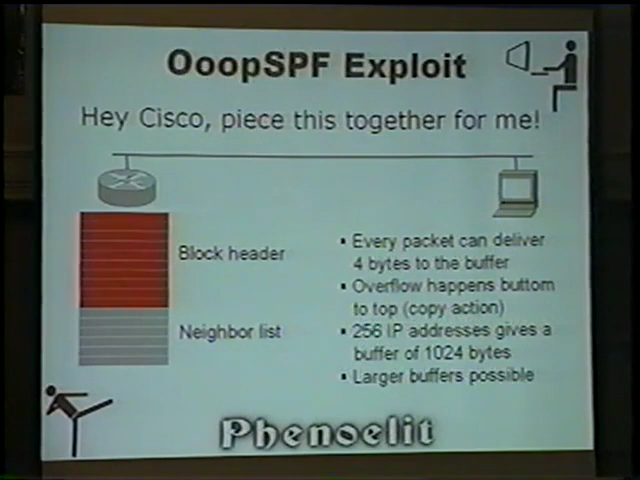 OoopSPF Exploit
Hey Cisco, piece this together for me!
Block header
Neighbor list
▪ Every packet can deliver
4 bytes to the buffer
▪ Overflow happens buttom
to top (copy action)
▪ 256 IP addresses gives a
buffer of 1024 bytes
▪ Larger buffers possible
Phenoelit